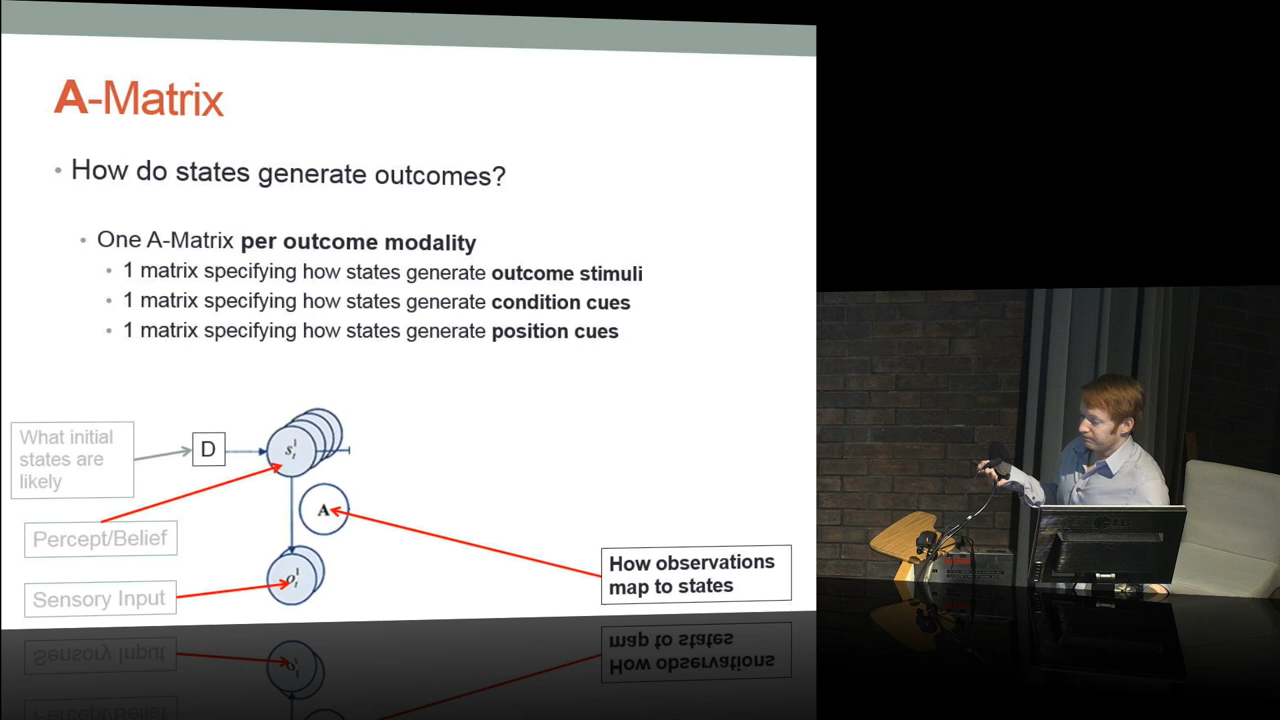 A-Matrix
• How do states generate outcomes?
• One A-Matrix per outcome modality
• 1 matrix specifying how states generate outcome stimuli
• 1 matrix specifying how states generate condition cues
• 1 matrix specifying how states generate position cues
What initial
states are
likely
D
Percept/Belief
A
Sensory Input
How observations
map to states
LG